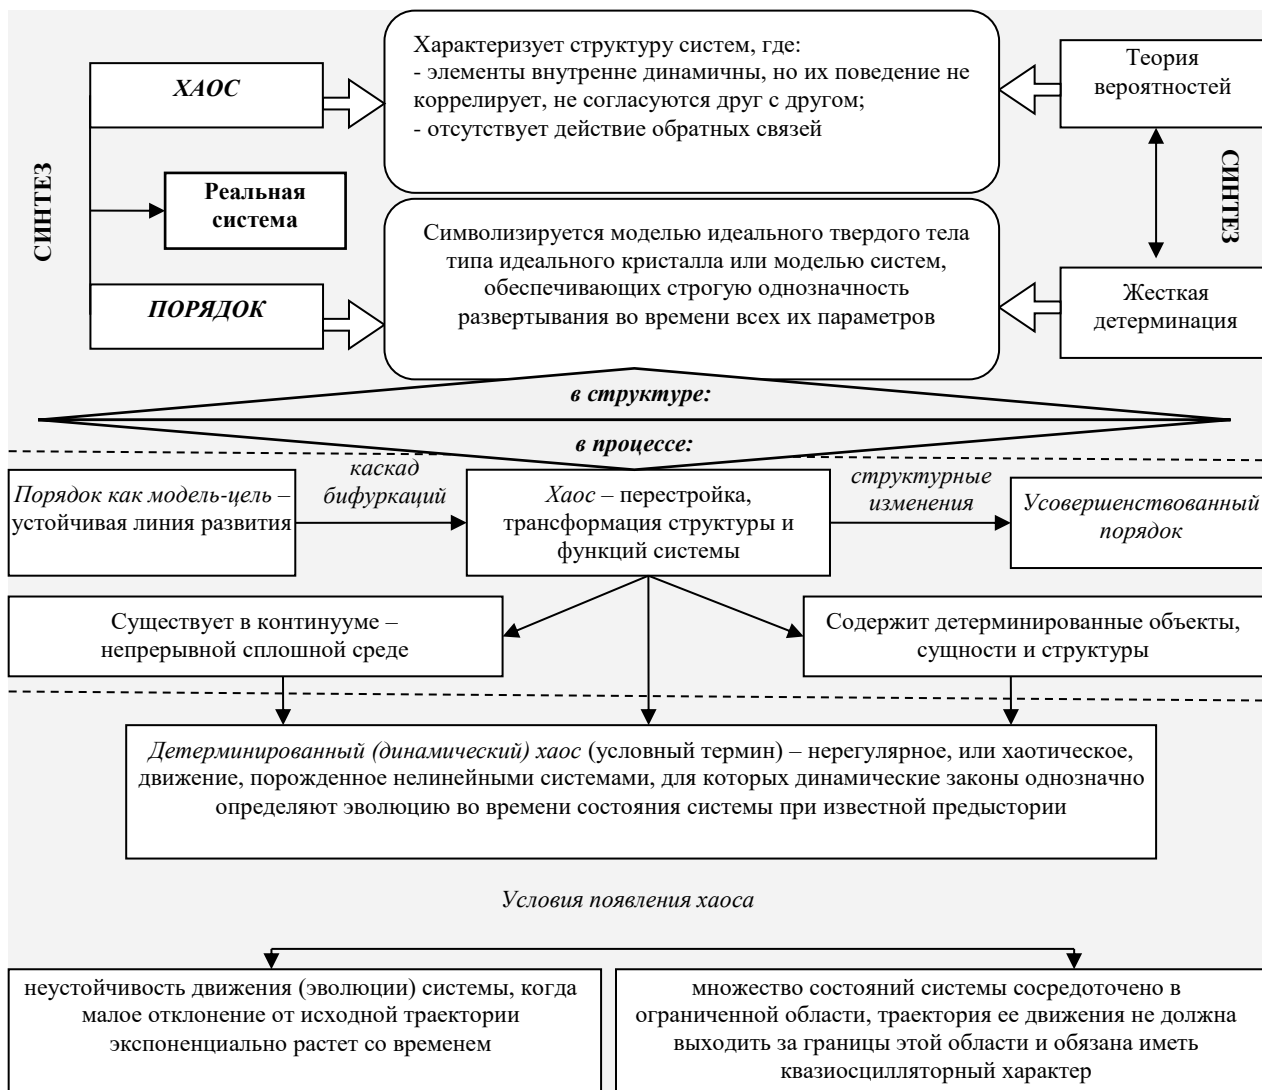 Характеризует структуру систем, где:
- элементы внутренне динамичны, но их поведение не
коррелирует, не согласуются друг с другом;
- отсутствует действие обратных связей
ХАОС
Теория
вероятностей
СИНТЕЗ
Реальная
система
СИНТЕЗ
Символизируется моделью идеального твердого тела
типа идеального кристалла или моделью систем,
обеспечивающих строгую однозначность
развертывания во времени всех их параметров
ПОРЯДОК
Жесткая
детерминация
в структуре:
в процессе:
Порядок как модель-цель –
устойчивая линия развития
каскад
бифуркаций
Хаос – перестройка,
трансформация структуры и
функций системы
структурные
изменения
Усовершенствованный
порядок
Существует в континууме –
непрерывной сплошной среде
Содержит детерминированные объекты,
сущности и структуры
Детерминированный (динамический) хаос (условный термин) – нерегулярное, или хаотическое,
движение, порожденное нелинейными системами, для которых динамические законы однозначно
определяют эволюцию во времени состояния системы при известной предыстории
Условия появления хаоса
неустойчивость движения (эволюции) системы, когда
малое отклонение от исходной траектории
экспоненциально растет со временем
множество состояний системы сосредоточено в
ограниченной области, траектория ее движения не должна
выходить за границы этой области и обязана иметь
квазиосцилляторный характер